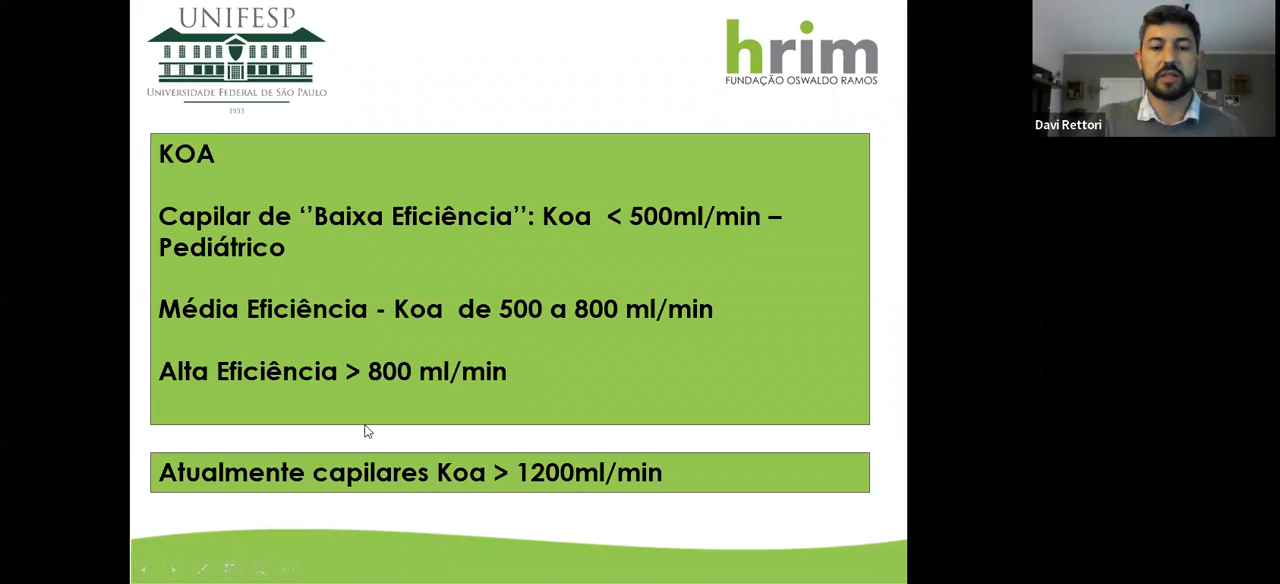 UNIFESP
UNIVERSIDADE FEDERAL DE SÃO PAULO
1933
hrim
FUNDAÇÃO OSWALDO RAMOS
Davi Rettori
KOA
Capilar de ‘’Baixa Eficiência’’: Koa < 500ml/min –
Pediátrico
Média Eficiência - Koa de 500 a 800 ml/min
Alta Eficiência > 800 ml/min
Atualmente capilares Koa > 1200ml/min